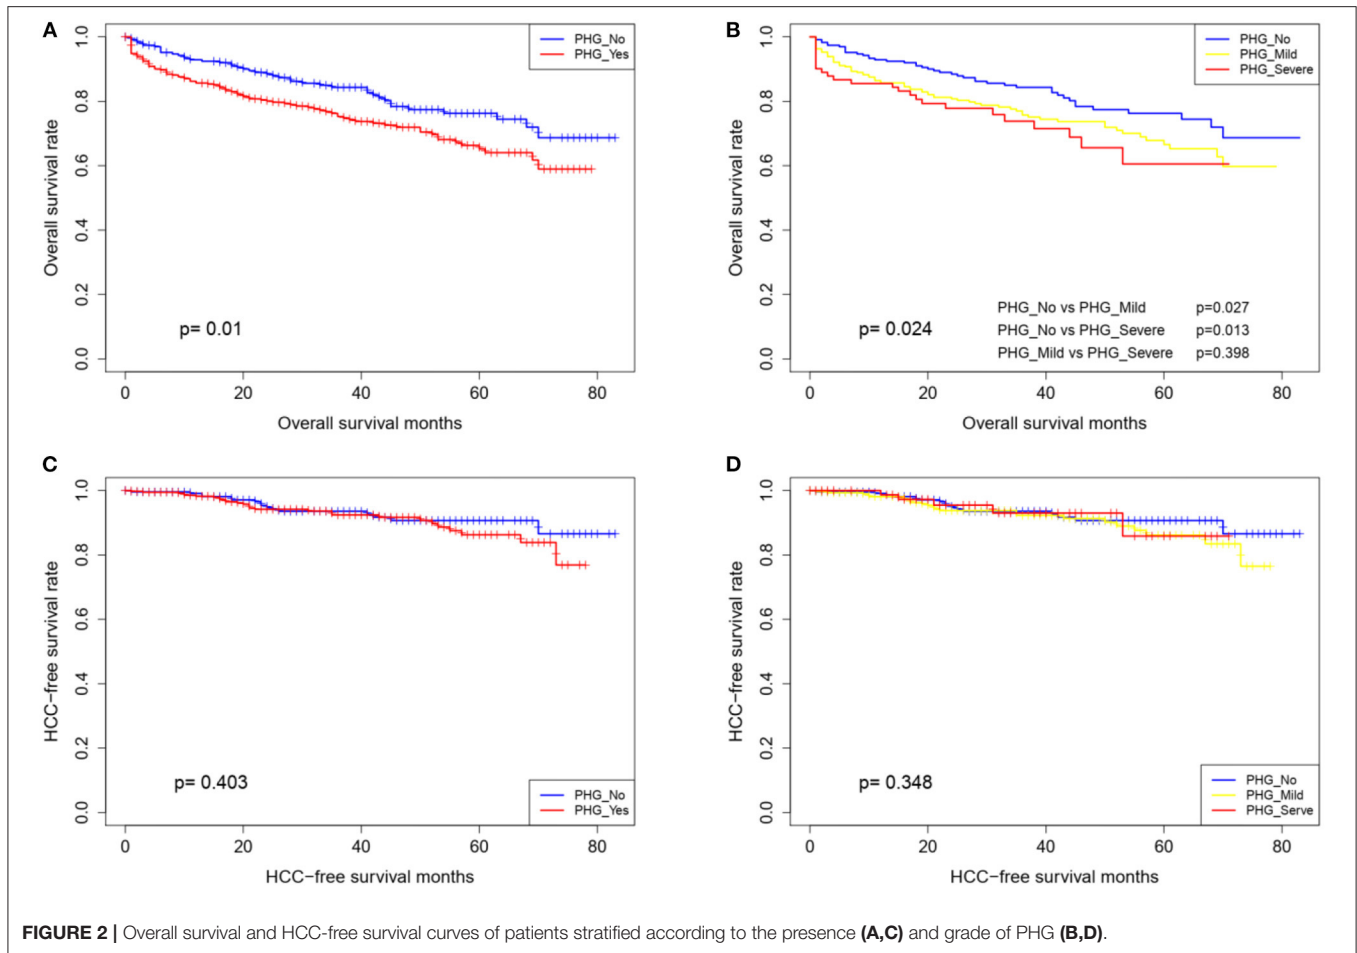 A
PHG_No
PHG_Yes
Overall survival rate
1.0
0.8
0.6
0.4
0.2
0.0
p= 0.01
0 20 40 60 80
Overall survival months
B
PHG_No
PHG_Mild
PHG_Severe
Overall survival rate
1.0
0.8
0.6
0.4
0.2
0.0
p= 0.024
PHG_No vs PHG_Mild p=0.027
PHG_No vs PHG_Severe p=0.013
PHG_Mild vs PHG_Severe p=0.398
0 20 40 60 80
Overall survival months
C
HCC−free survival rate
1.0
0.8
0.6
0.4
0.2
0.0
p= 0.403
PHG_No
PHG_Yes
0 20 40 60 80
HCC−free survival months
D
HCC−free survival rate
1.0
0.8
0.6
0.4
0.2
0.0
p= 0.348
PHG_No
PHG_Mild
PHG_Serve
0 20 40 60 80
HCC−free survival months
FIGURE 2 | Overall survival and HCC-free survival curves of patients stratified according to the presence (A,C) and grade of PHG (B,D).